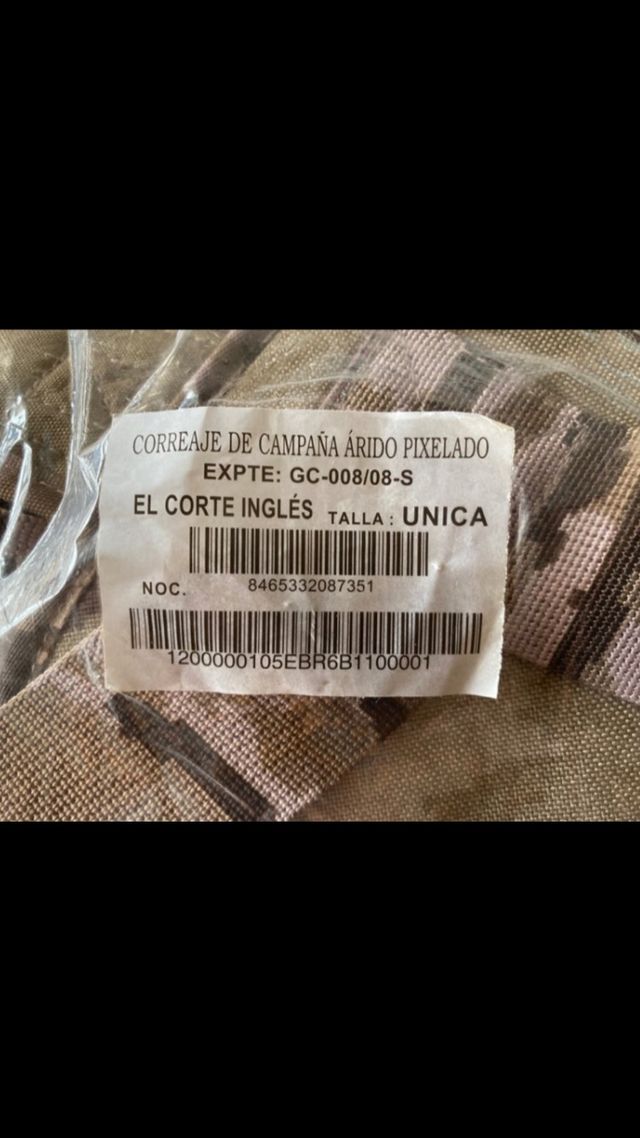 CORREAJE DE CAMPAÑA ÁRIDO PIXELADO
EXPTE: GC-008/08-S
EL CORTE INGLÉS TALLA : UNICA
NOC. 8465332087351
1200000105EBR6B1100001